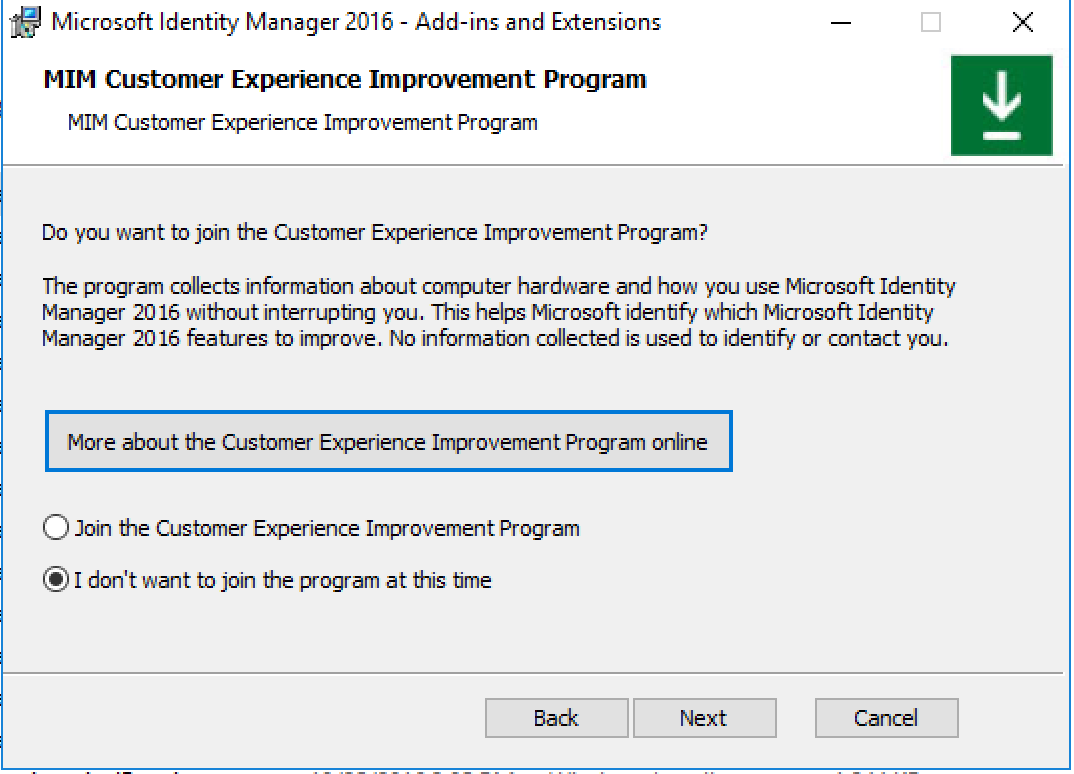 Microsoft Identity Manager 2016 - Add-ins and Extensions
MIM Customer Experience Improvement Program
MIM Customer Experience Improvement Program
Do you want to join the Customer Experience Improvement Program?
The program collects information about computer hardware and how you use Microsoft Identity
Manager 2016 without interrupting you. This helps Microsoft identify which Microsoft Identity
Manager 2016 features to improve. No information collected is used to identify or contact you.
More about the Customer Experience Improvement Program online
Join the Customer Experience Improvement Program
I don't want to join the program at this time
Back Next Cancel